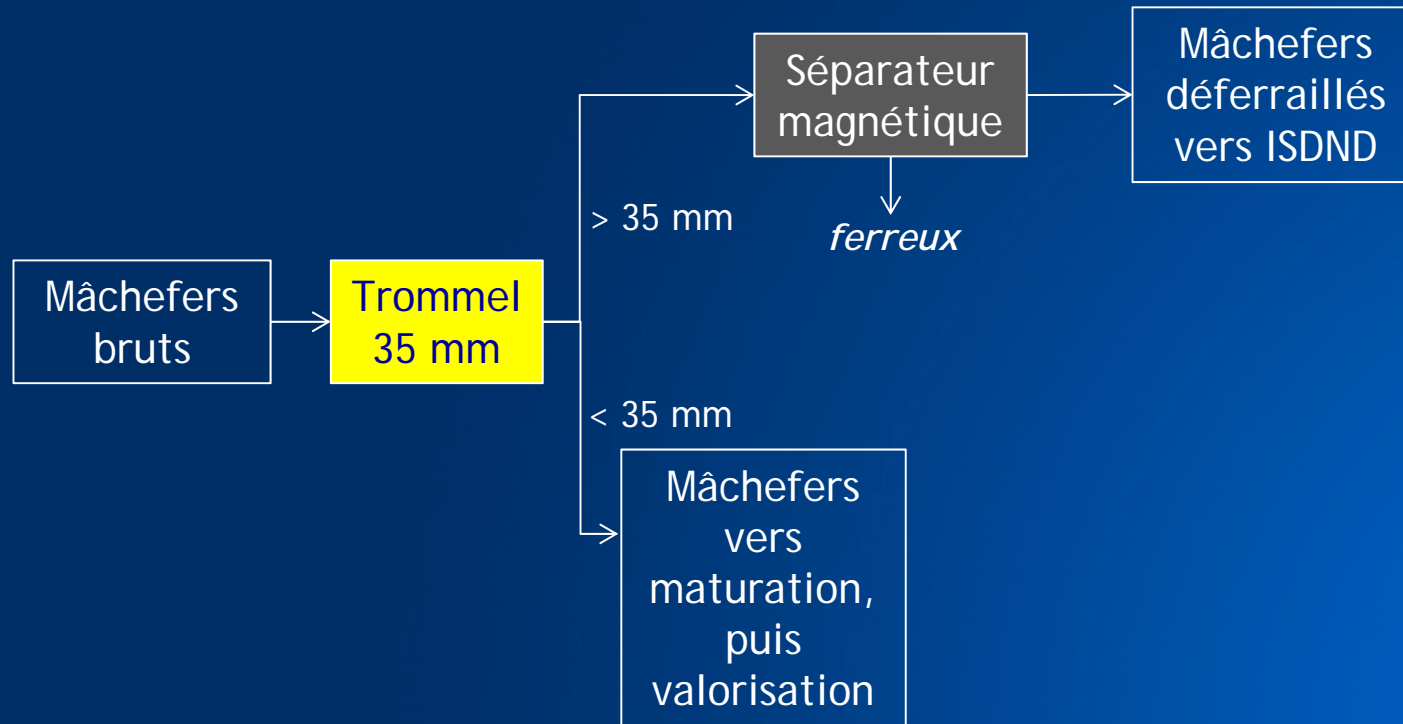 Mâchefers
bruts
Trommel
35 mm
> 35 mm
Séparateur
magnétique
ferreux
Mâchefers
déferraillés
vers ISDND
< 35 mm
Mâchefers
vers
maturation,
puis
valorisation